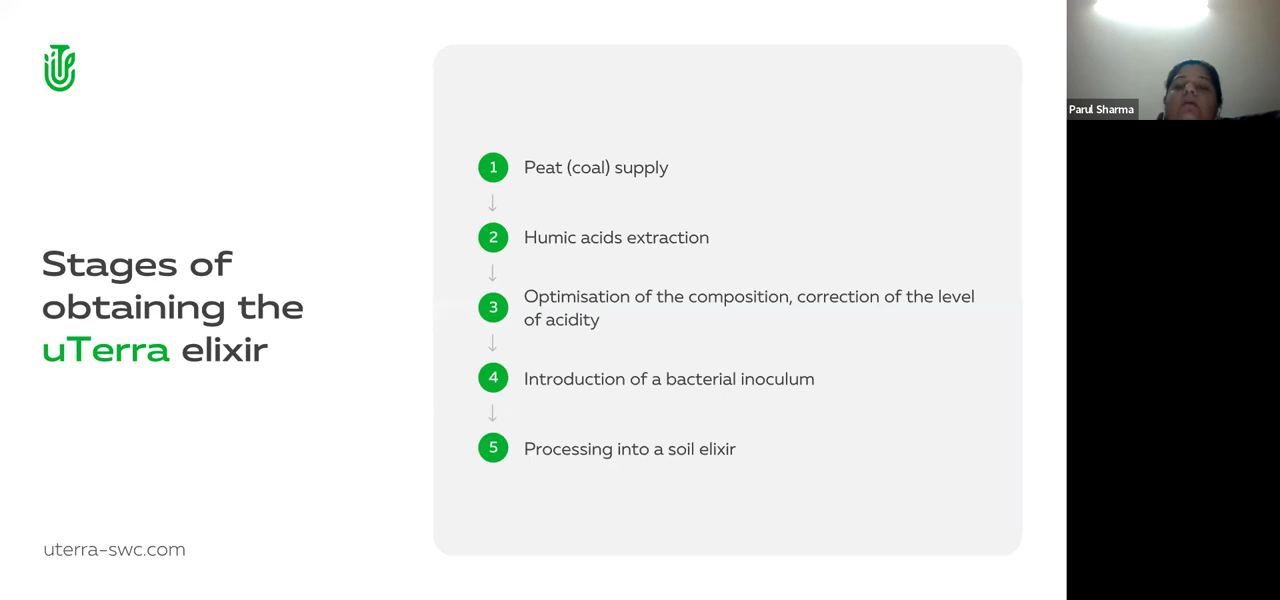 Stages of
obtaining the
uTerra elixir
uterra-swc.com
1 Peat (coal) supply
2 Humic acids extraction
3 Optimisation of the composition, correction of the level
of acidity
4 Introduction of a bacterial inoculum
5 Processing into a soil elixir
Parul Sharma